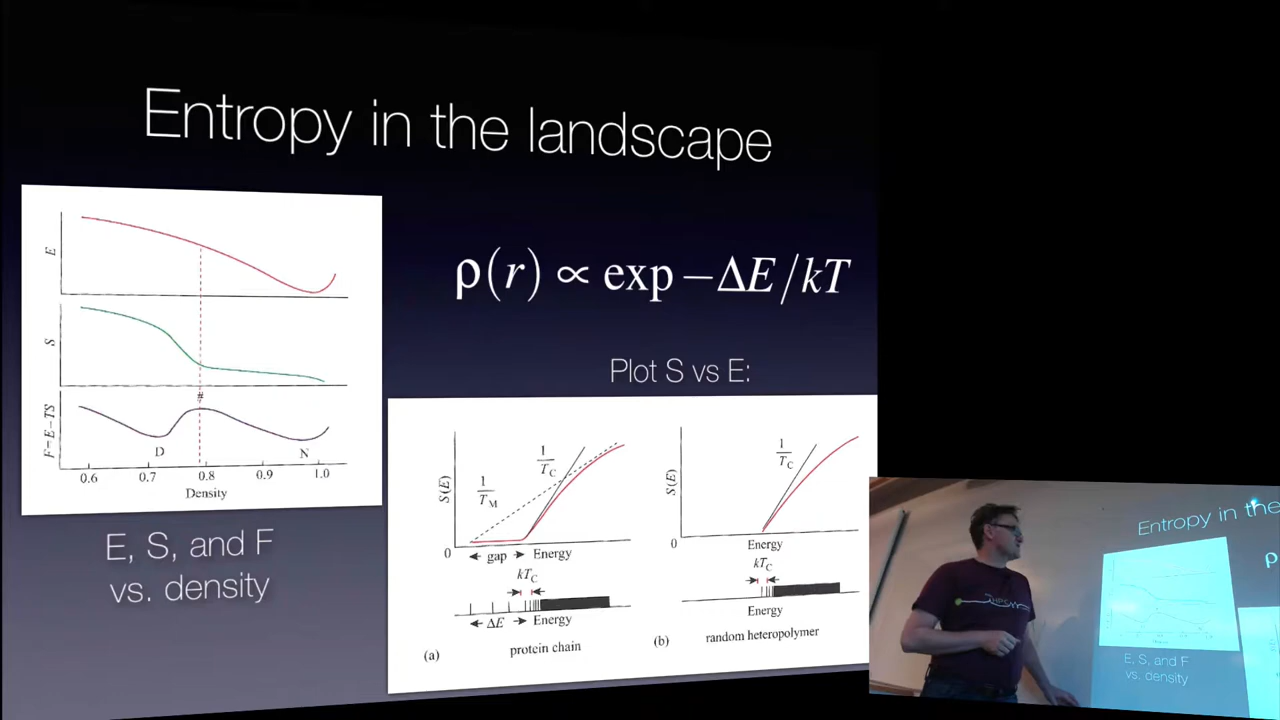 Entropy in the landscape
E
S
F=E−TS
#
D
N
0.6
0.7
0.8
0.9
1.0
Density
E, S, and F
vs. density
ρ(r) ∝ exp −ΔE/kT
Plot S vs E:
S(E)
1/T_M
1/T_C
0
gap
Energy
kT_C
ΔE
Energy
(a)
protein chain
S(E)
1/T_C
0
Energy
kT_C
Energy
(b)
random heteropolymer
Entropy in the
ρ
E, S, and F
vs. density